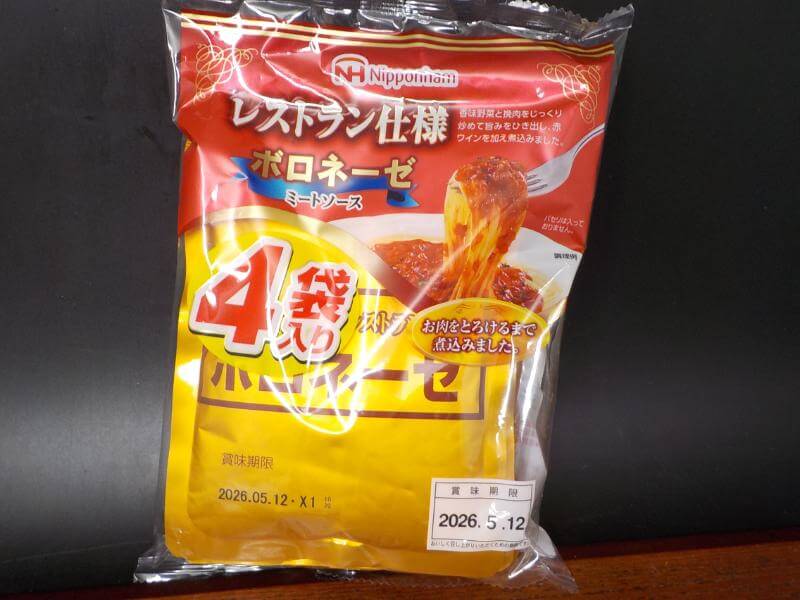 NH Nipponham
レストラン仕様
香味野菜と挽肉をじっくり
炒めて旨みをひき出し、赤
ワインを加え煮込みました。
ボロネーゼ
ミートソース
パセリは入って
おりません。
調理例
4袋入り
ストラ
お肉をとろけるまで
煮込みました。
ボロネーゼ
賞味期限
2026.05.12・X1
賞味期限
2026. 5 .12